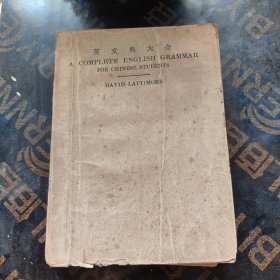 英文典大全
A COMPLETE ENGLISH GRAMMAR
FOR CHINESE STUDENTS
DAVID LATTIMORE